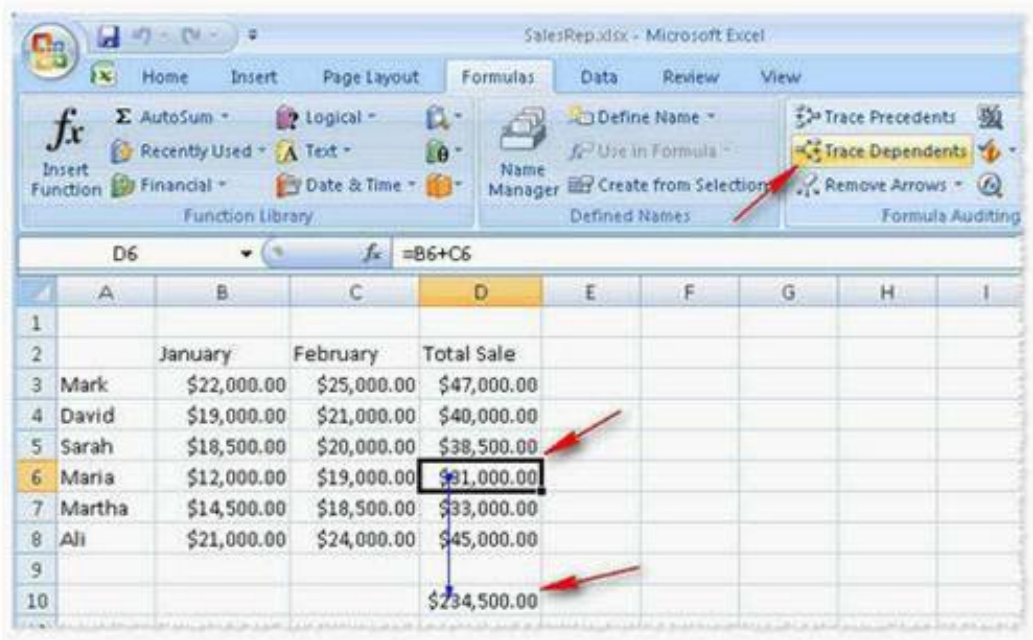 SalesRep.xlsx - Microsoft Excel
Home Insert Page Layout Formulas Data Review View
fx Insert Function
Σ AutoSum
Recently Used
Financial
Logical
Text
Date & Time
Function Library
Name Manager
Define Name
Use in Formula
Create from Selection
Defined Names
Trace Precedents
Trace Dependents
Remove Arrows
Formula Auditing
D6 fx =B6+C6
A B C D E F G H I
1
2 January February Total Sale
3 Mark $22,000.00 $25,000.00 $47,000.00
4 David $19,000.00 $21,000.00 $40,000.00
5 Sarah $18,500.00 $20,000.00 $38,500.00
6 Maria $12,000.00 $19,000.00 $31,000.00
7 Martha $14,500.00 $18,500.00 $33,000.00
8 Ali $21,000.00 $24,000.00 $45,000.00
9
10 $234,500.00